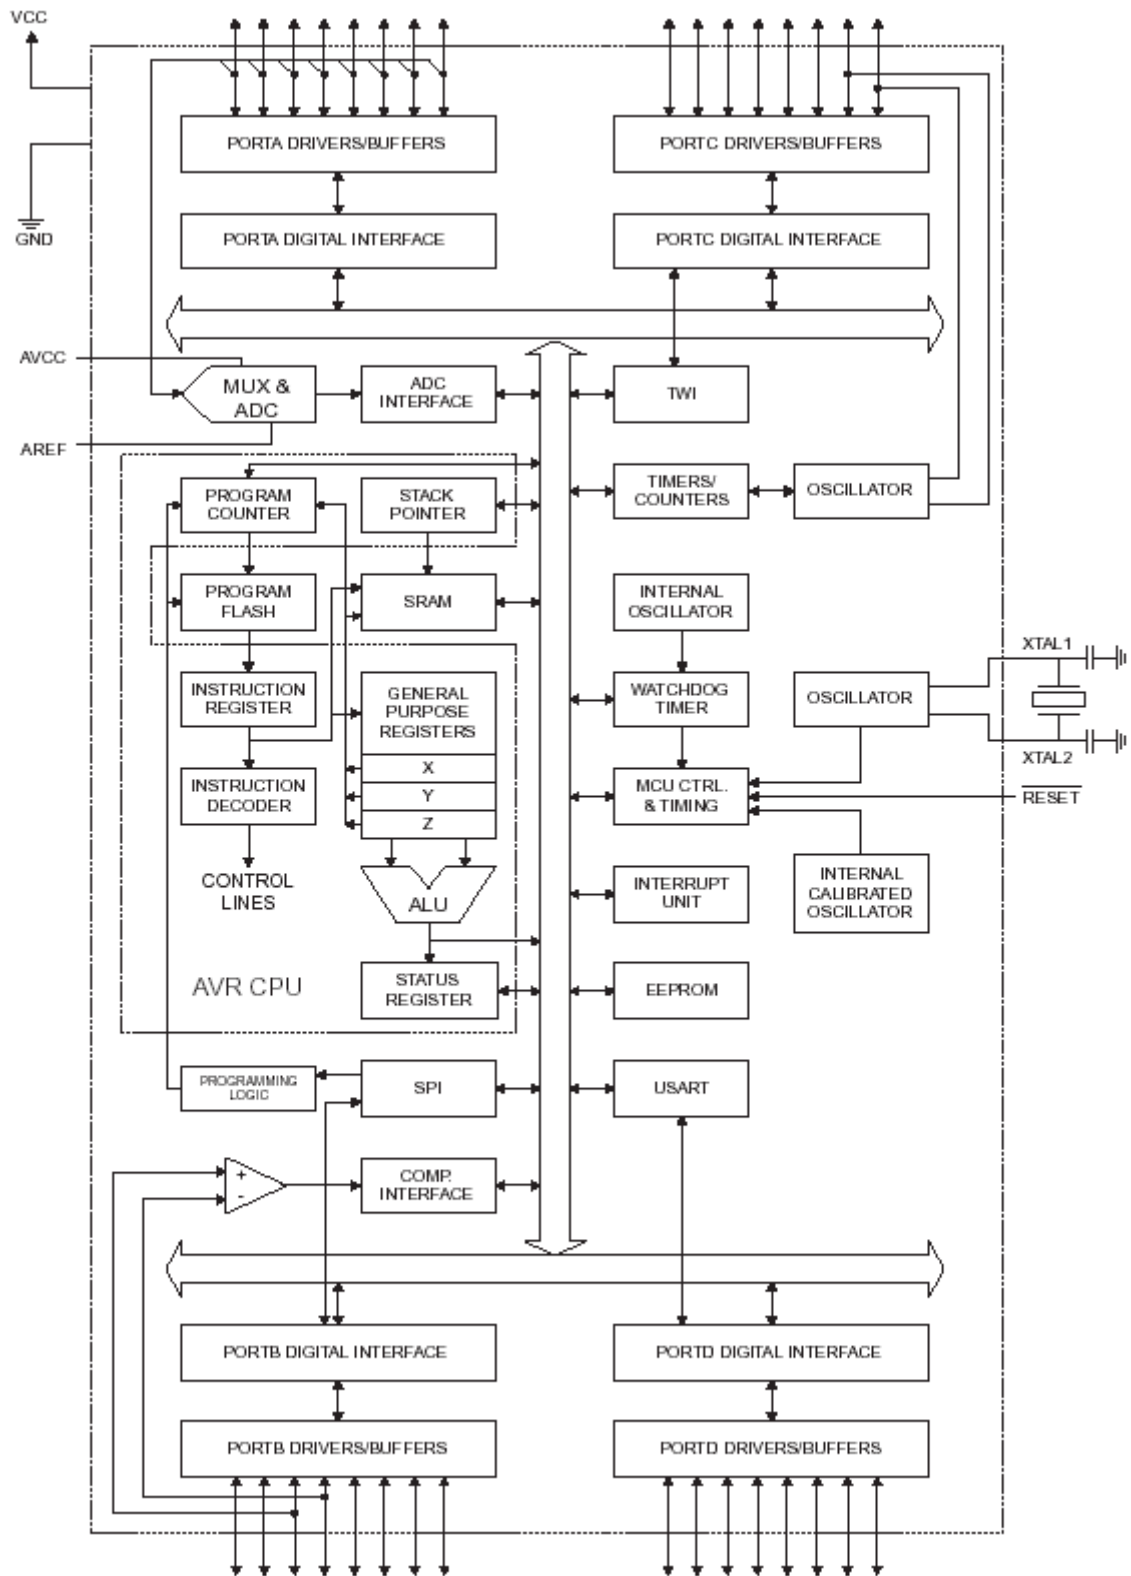 VCC
GND
PORTA DRIVERS/BUFFERS
PORTC DRIVERS/BUFFERS
PORTA DIGITAL INTERFACE
PORTC DIGITAL INTERFACE
AVCC
MUX &
ADC
AREF
ADC
INTERFACE
TWI
PROGRAM
COUNTER
STACK
POINTER
TIMERS/
COUNTERS
OSCILLATOR
PROGRAM
FLASH
SRAM
INTERNAL
OSCILLATOR
INSTRUCTION
REGISTER
GENERAL
PURPOSE
REGISTERS
X
Y
Z
WATCHDOG
TIMER
OSCILLATOR
XTAL1
XTAL2
INSTRUCTION
DECODER
MCU CTRL.
& TIMING
RESET
CONTROL
LINES
ALU
INTERRUPT
UNIT
INTERNAL
CALIBRATED
OSCILLATOR
AVR CPU
STATUS
REGISTER
EEPROM
PROGRAMMING
LOGIC
SPI
USART
+
-
COMP.
INTERFACE
PORTB DIGITAL INTERFACE
PORTD DIGITAL INTERFACE
PORTB DRIVERS/BUFFERS
PORTD DRIVERS/BUFFERS